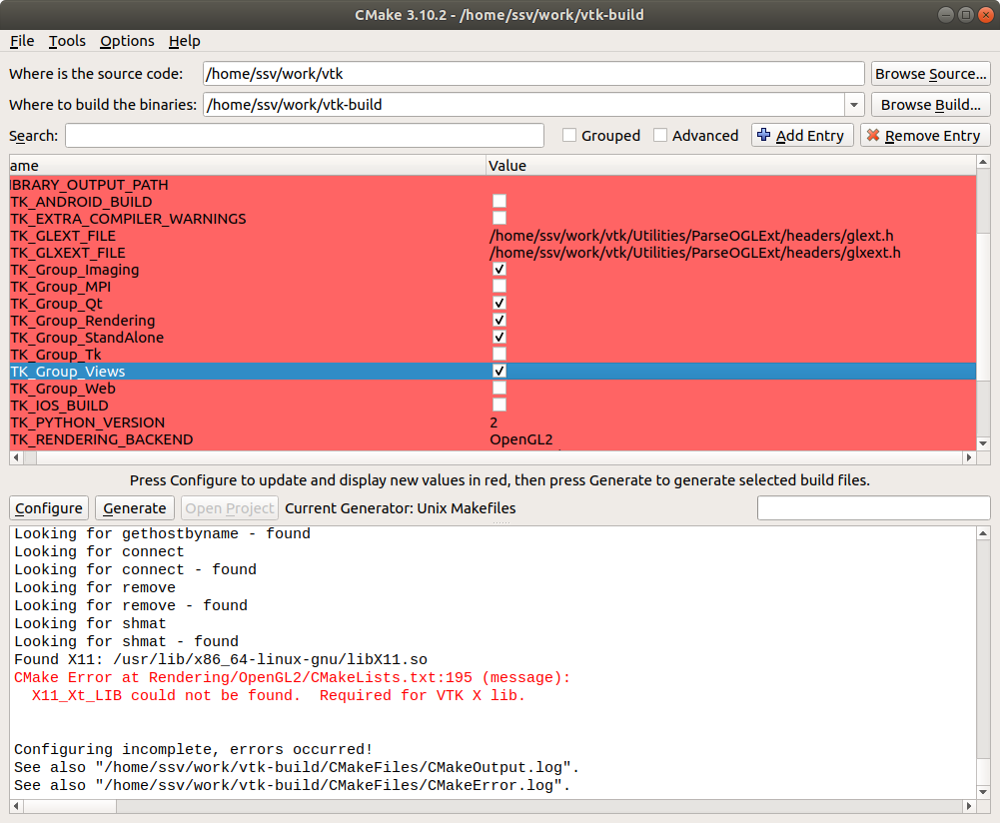 CMake 3.10.2 - /home/ssv/work/vtk-build
File Tools Options Help
Where is the source code: /home/ssv/work/vtk Browse Source...
Where to build the binaries: /home/ssv/work/vtk-build Browse Build...
Search: Grouped Advanced Add Entry Remove Entry
ame Value
IBRARY_OUTPUT_PATH
TK_ANDROID_BUILD
TK_EXTRA_COMPILER_WARNINGS
TK_GLEXT_FILE /home/ssv/work/vtk/Utilities/ParseOGLExt/headers/glext.h
TK_GLXEXT_FILE /home/ssv/work/vtk/Utilities/ParseOGLExt/headers/glxext.h
TK_Group_Imaging
TK_Group_MPI
TK_Group_Qt
TK_Group_Rendering
TK_Group_StandAlone
TK_Group_Tk
TK_Group_Views
TK_Group_Web
TK_IOS_BUILD
TK_PYTHON_VERSION 2
TK_RENDERING_BACKEND OpenGL2
Press Configure to update and display new values in red, then press Generate to generate selected build files.
Configure Generate Open Project Current Generator: Unix Makefiles
Looking for gethostbyname - found
Looking for connect
Looking for connect - found
Looking for remove
Looking for remove - found
Looking for shmat
Looking for shmat - found
Found X11: /usr/lib/x86_64-linux-gnu/libX11.so
CMake Error at Rendering/OpenGL2/CMakeLists.txt:195 (message):
X11_Xt_LIB could not be found.  Required for VTK X lib.
Configuring incomplete, errors occurred!
See also "/home/ssv/work/vtk-build/CMakeFiles/CMakeOutput.log".
See also "/home/ssv/work/vtk-build/CMakeFiles/CMakeError.log".